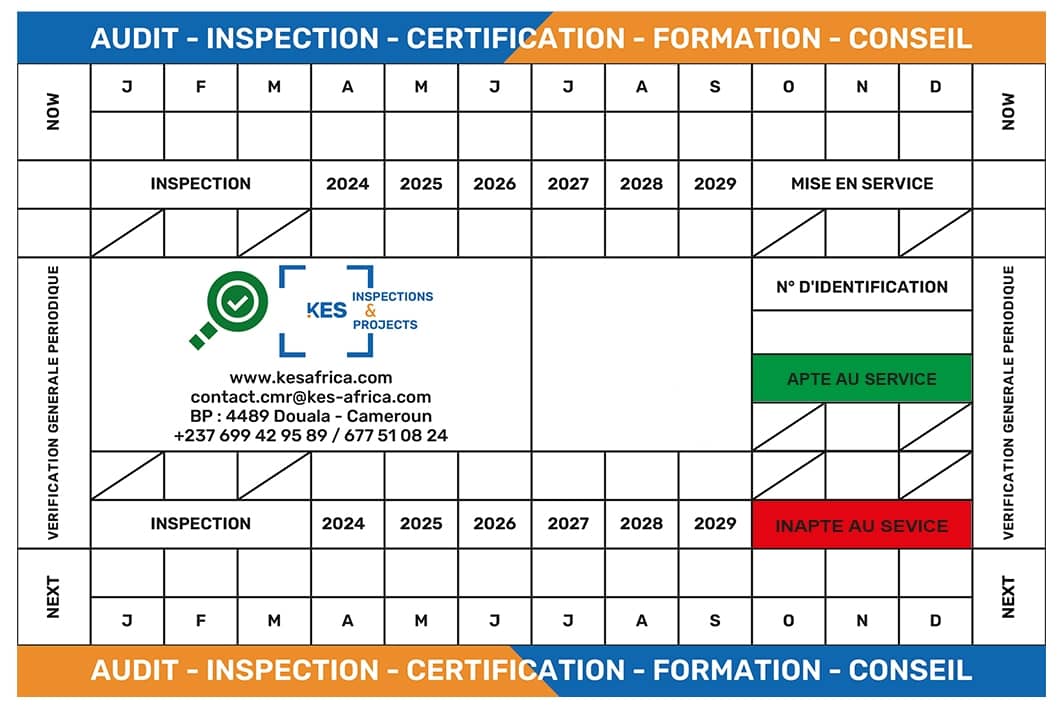 AUDIT - INSPECTION - CERTIFICATION - FORMATION - CONSEIL
NOW
J F M A M J J A S O N D
NOW
INSPECTION 2024 2025 2026 2027 2028 2029 MISE EN SERVICE
VERIFICATION GENERALE PERIODIQUE
KES INSPECTIONS
&
PROJECTS
www.kesafrica.com
contact.cmr@kes-africa.com
BP : 4489 Douala - Cameroun
+237 699 42 95 89 / 677 51 08 24
N° D'IDENTIFICATION
APTE AU SERVICE
VERIFICATION GENERALE PERIODIQUE
INSPECTION 2024 2025 2026 2027 2028 2029 INAPTE AU SEVICE
NEXT
J F M A M J J A S O N D
NEXT
AUDIT - INSPECTION - CERTIFICATION - FORMATION - CONSEIL